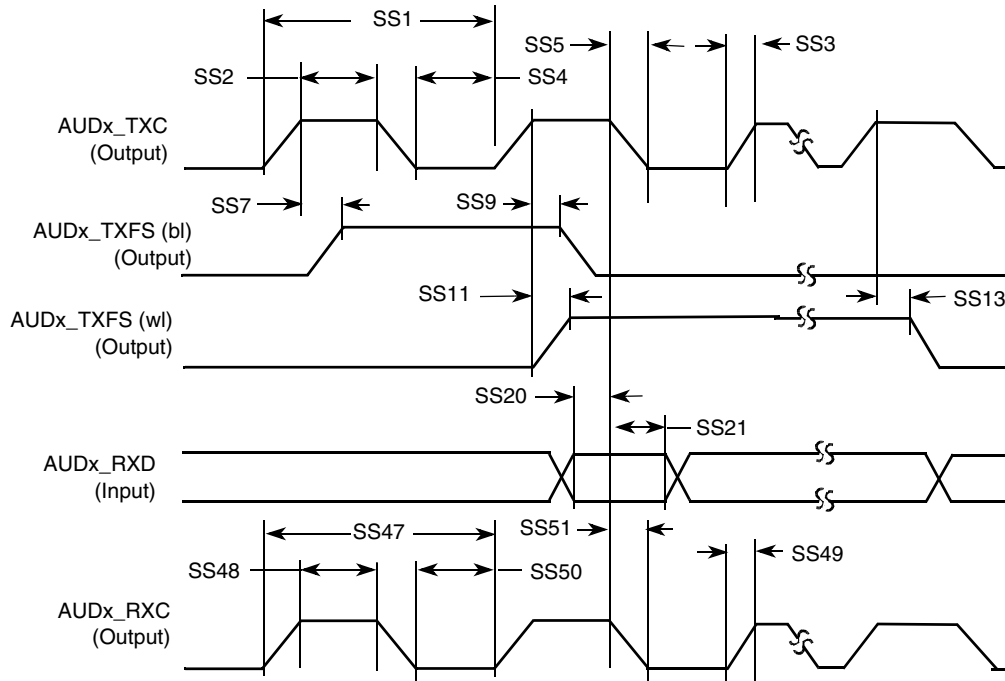 SS1
SS5
SS3
SS2
SS4
AUDx_TXC
(Output)
SS7
SS9
AUDx_TXFS (bl)
(Output)
SS11
SS13
AUDx_TXFS (wl)
(Output)
SS20
SS21
AUDx_RXD
(Input)
SS47
SS51
SS49
SS48
SS50
AUDx_RXC
(Output)